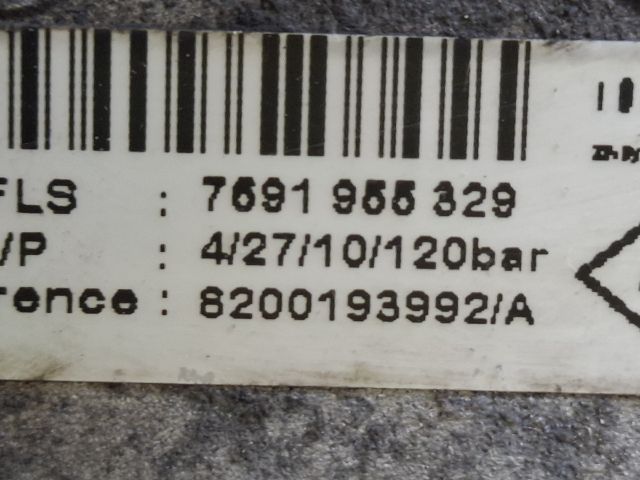 FLS : 7691 955 329
/P : 4/27/10/120bar
rence : 8200193992/A